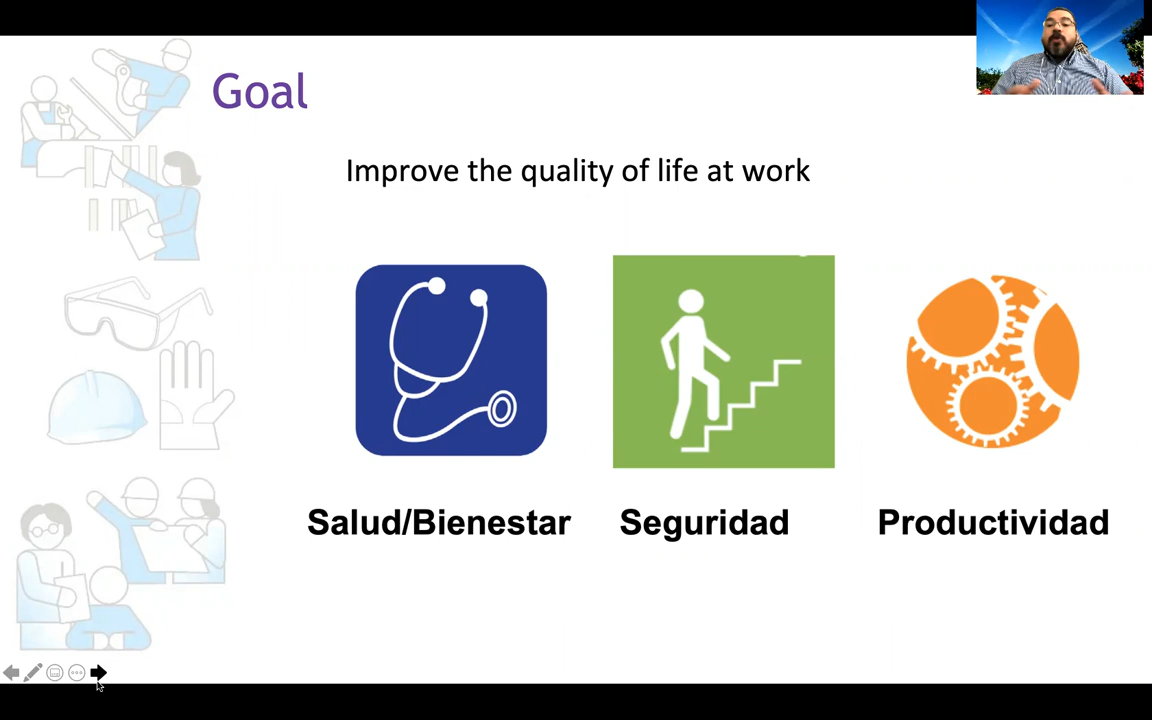 Goal
Improve the quality of life at work
Salud/Bienestar
Seguridad
Productividad